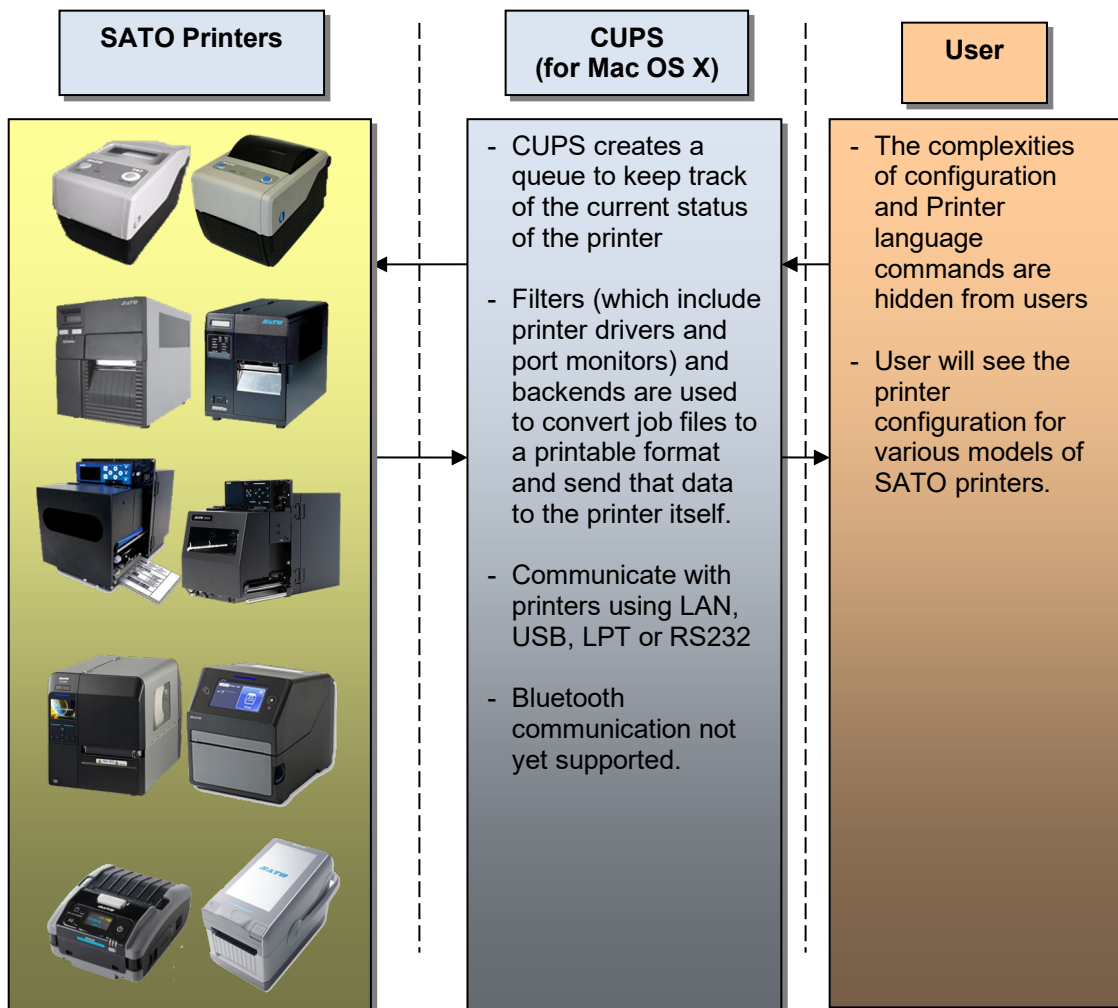 SATO Printers
CUPS
(for Mac OS X)
User
- CUPS creates a
queue to keep track
of the current status
of the printer
- Filters (which include
printer drivers and
port monitors) and
backends are used
to convert job files to
a printable format
and send that data
to the printer itself.
- Communicate with
printers using LAN,
USB, LPT or RS232
- Bluetooth
communication not
yet supported.
- The complexities
of configuration
and Printer
language
commands are
hidden from users
- User will see the
printer
configuration for
various models of
SATO printers.
SATO
SATO
SATO